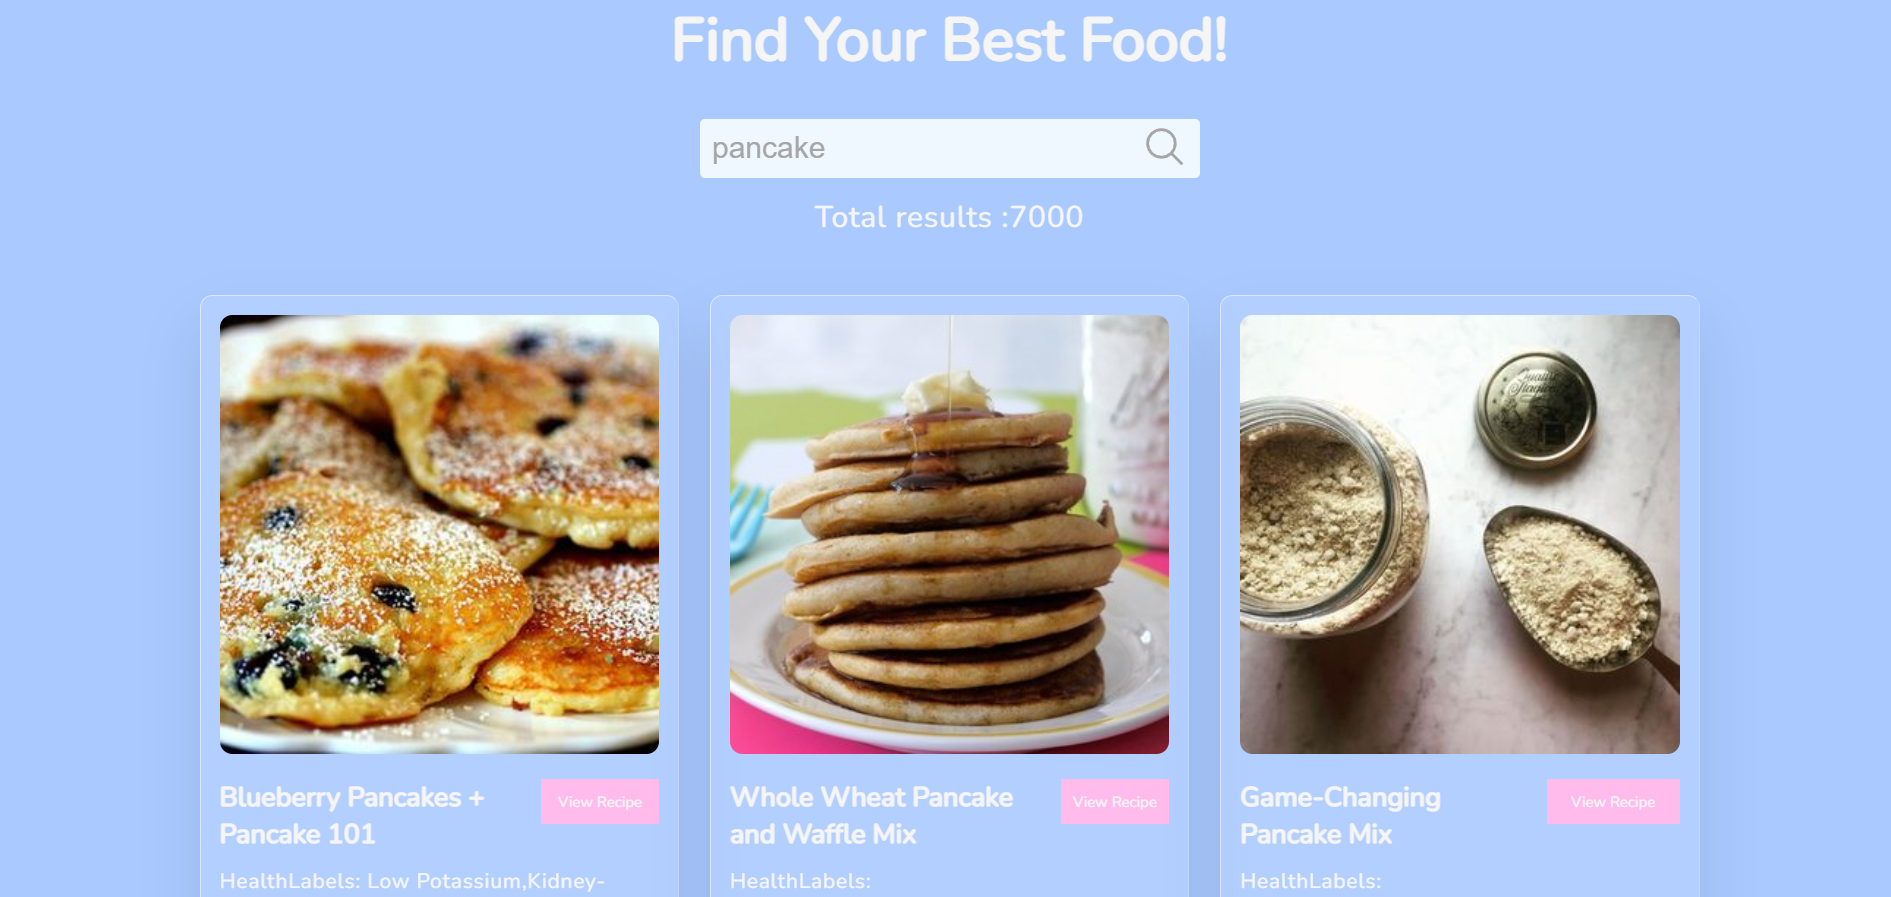 Find Your Best Food!
pancake
Total results :7000
Blueberry Pancakes +
Pancake 101
View Recipe
HealthLabels: Low Potassium,Kidney-
Whole Wheat Pancake
and Waffle Mix
View Recipe
HealthLabels:
Game-Changing
Pancake Mix
View Recipe
HealthLabels: